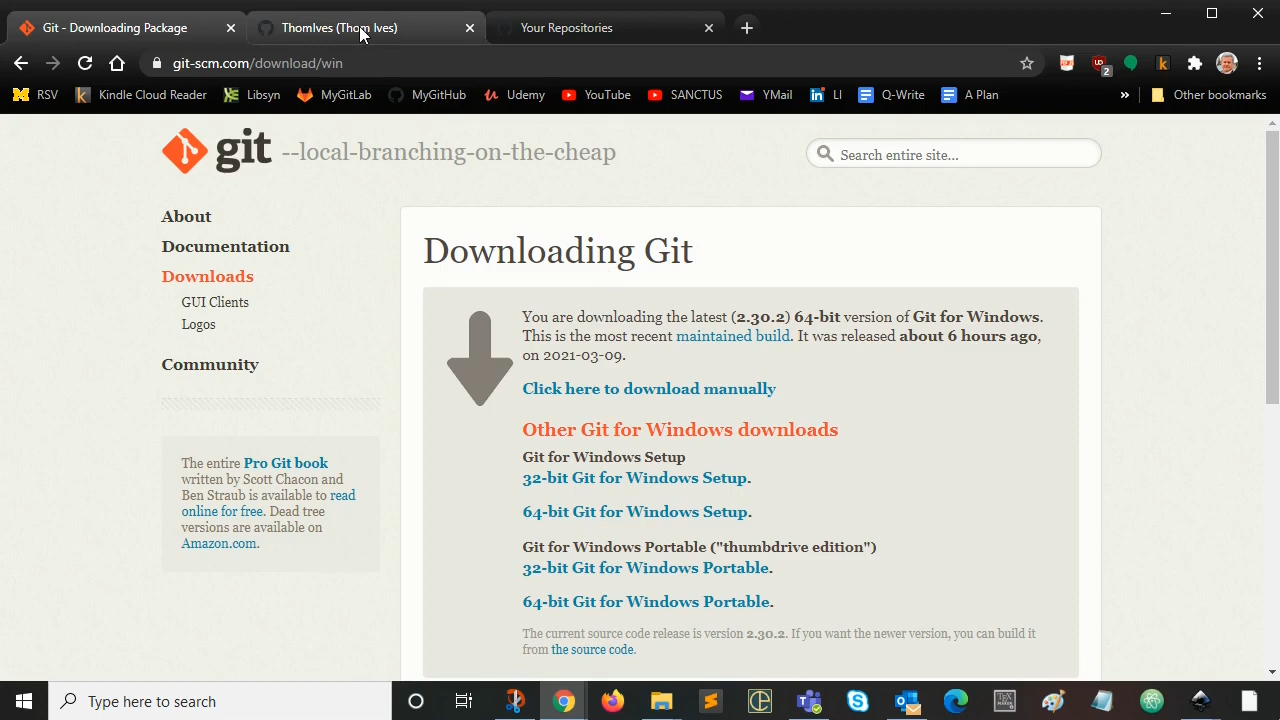 Git - Downloading Package
ThomIves (Thom Ives)
Your Repositories
git-scm.com/download/win
2
RSV
Kindle Cloud Reader
Libsyn
MyGitLab
MyGitHub
Udemy
YouTube
SANCTUS
YMail
LI
Q-Write
A Plan
»
Other bookmarks
git --local-branching-on-the-cheap
Search entire site...
About
Documentation
Downloads
GUI Clients
Logos
Community
The entire Pro Git book
written by Scott Chacon and
Ben Straub is available to read
online for free. Dead tree
versions are available on
Amazon.com.
Downloading Git
You are downloading the latest (2.30.2) 64-bit version of Git for Windows.
This is the most recent maintained build. It was released about 6 hours ago,
on 2021-03-09.
Click here to download manually
Other Git for Windows downloads
Git for Windows Setup
32-bit Git for Windows Setup.
64-bit Git for Windows Setup.
Git for Windows Portable ("thumbdrive edition")
32-bit Git for Windows Portable.
64-bit Git for Windows Portable.
The current source code release is version 2.30.2. If you want the newer version, you can build it
from the source code.
Type here to search